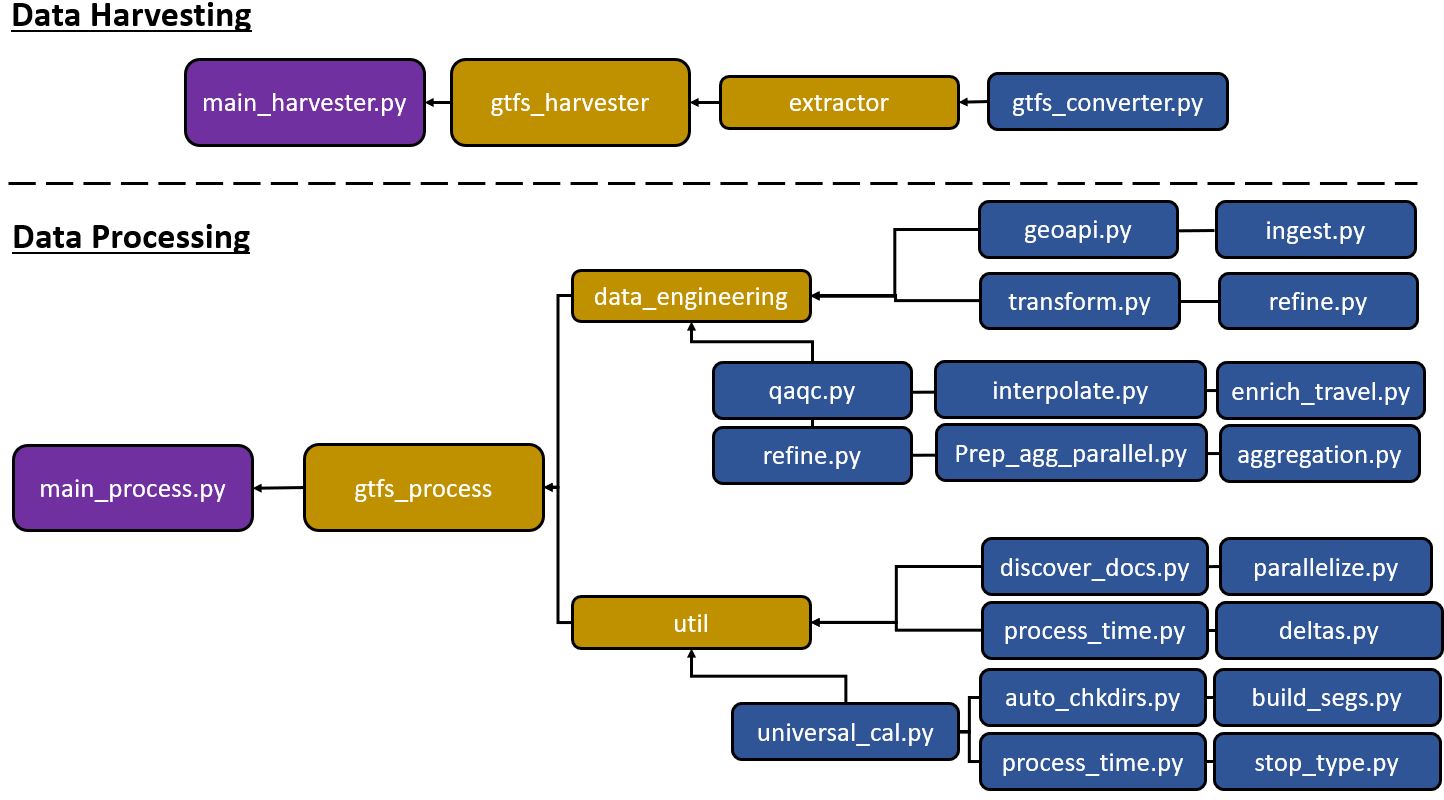 Data Harvesting
main_harvester.py
gtfs_harvester
extractor
gtfs_converter.py
Data Processing
geoapi.py
ingest.py
data_engineering
transform.py
refine.py
qaqc.py
interpolate.py
enrich_travel.py
refine.py
Prep_agg_parallel.py
aggregation.py
main_process.py
gtfs_process
discover_docs.py
parallelize.py
util
process_time.py
deltas.py
auto_chkdirs.py
build_segs.py
universal_cal.py
process_time.py
stop_type.py